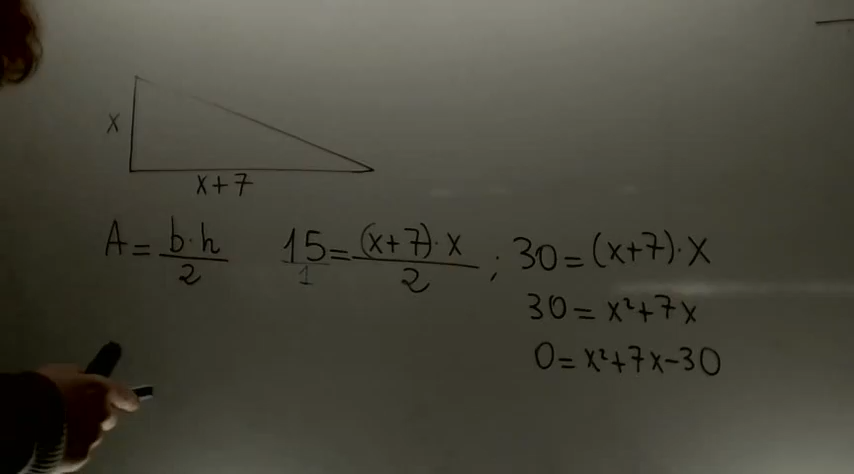 x
x+7
A = b·h/2   15/1 = (x+7)·x/2 ; 30 = (x+7)·x
30 = x²+7x
0 = x²+7x-30